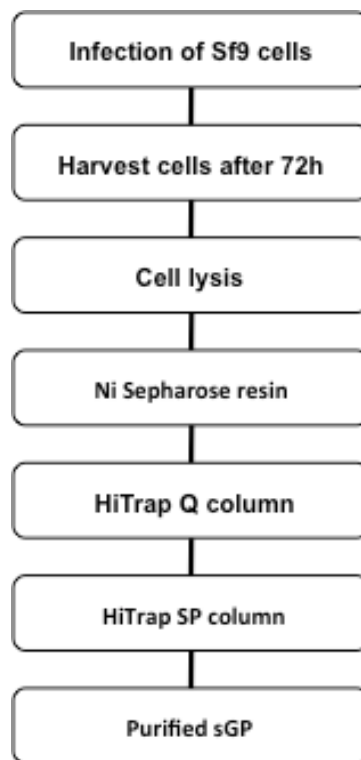 Infection of Sf9 cells
Harvest cells after 72h
Cell lysis
Ni Sepharose resin
HiTrap Q column
HiTrap SP column
Purified sGP